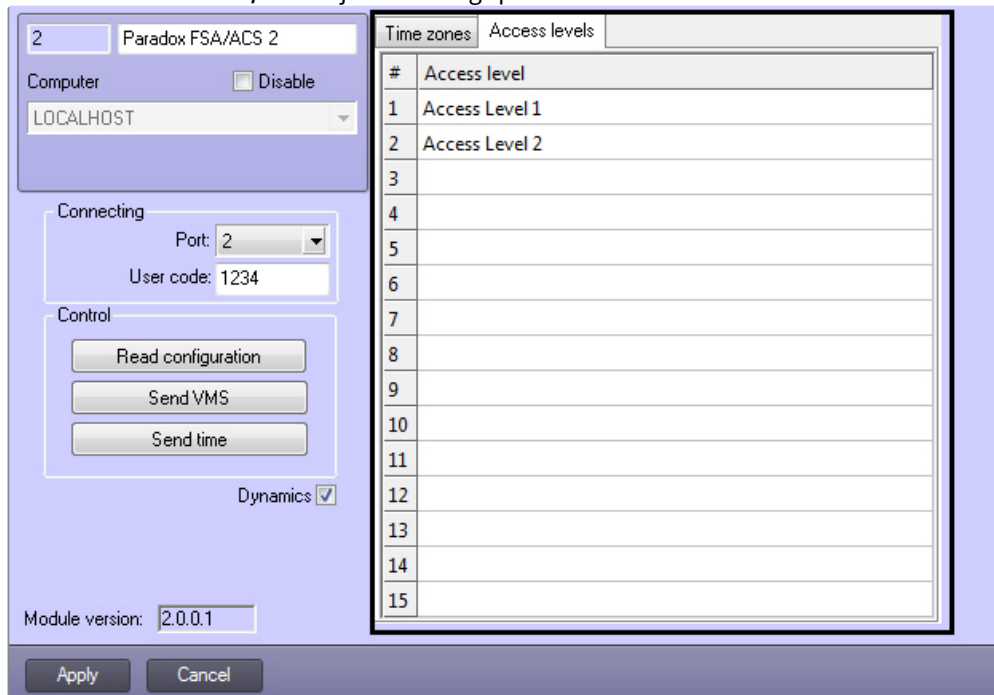 2 Paradox FSA/ACS 2
Computer Disable
LOCALHOST
Connecting
Port: 2
User code: 1234
Control
Read configuration
Send VMS
Send time
Dynamics
Module version: 2.0.0.1
Time zones Access levels
# Access level
1 Access Level 1
2 Access Level 2
3
4
5
6
7
8
9
10
11
12
13
14
15
Apply Cancel